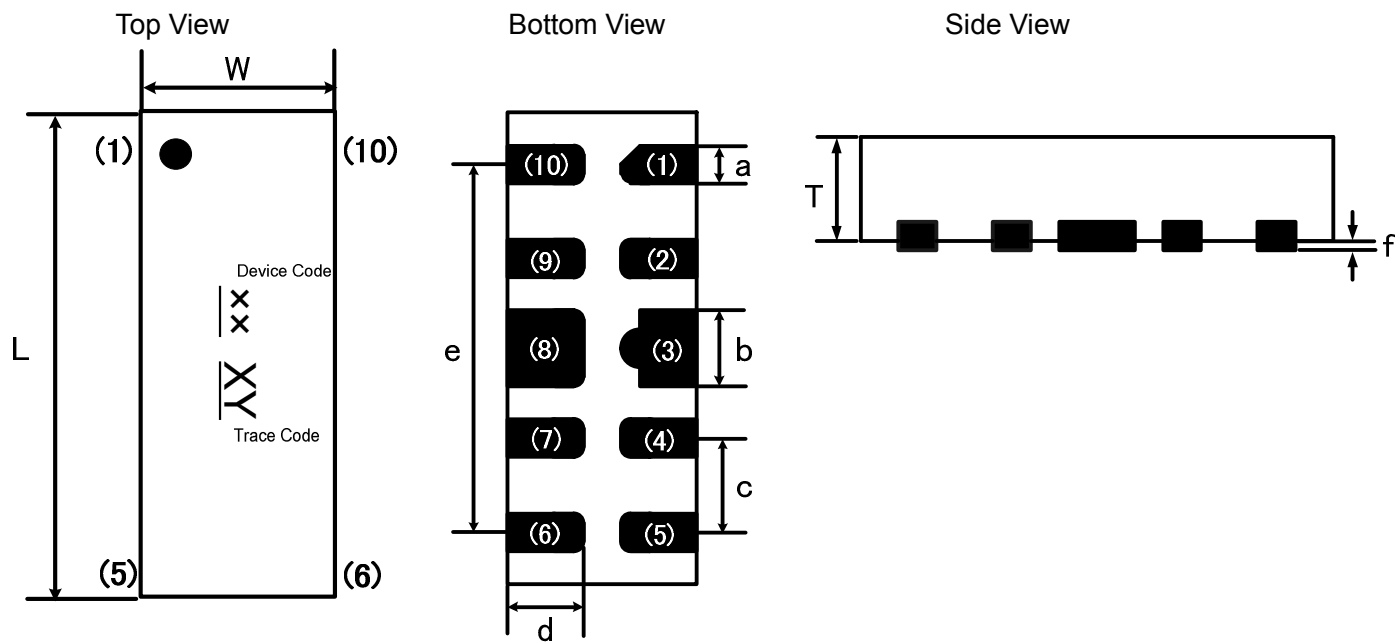 Top View
W
L
(1)
(10)
Device Code
××
XY
Trace Code
(5)
(6)
Bottom View
(10)
(1)
a
(9)
(2)
e
(8)
(3)
b
(7)
(4)
c
(6)
(5)
d
Side View
T
f